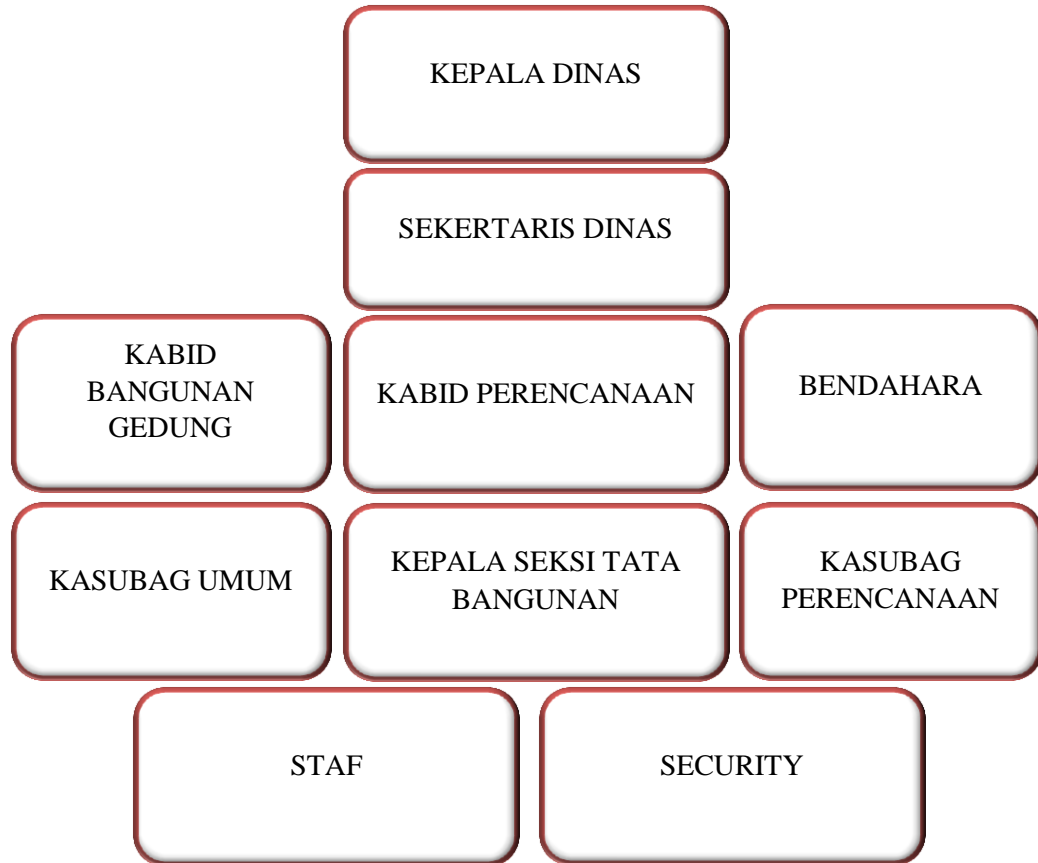 KEPALA DINAS
SEKERTARIS DINAS
KABID
BANGUNAN
GEDUNG
KABID PERENCANAAN
BENDAHARA
KASUBAG UMUM
KEPALA SEKSI TATA
BANGUNAN
KASUBAG
PERENCANAAN
STAF
SECURITY